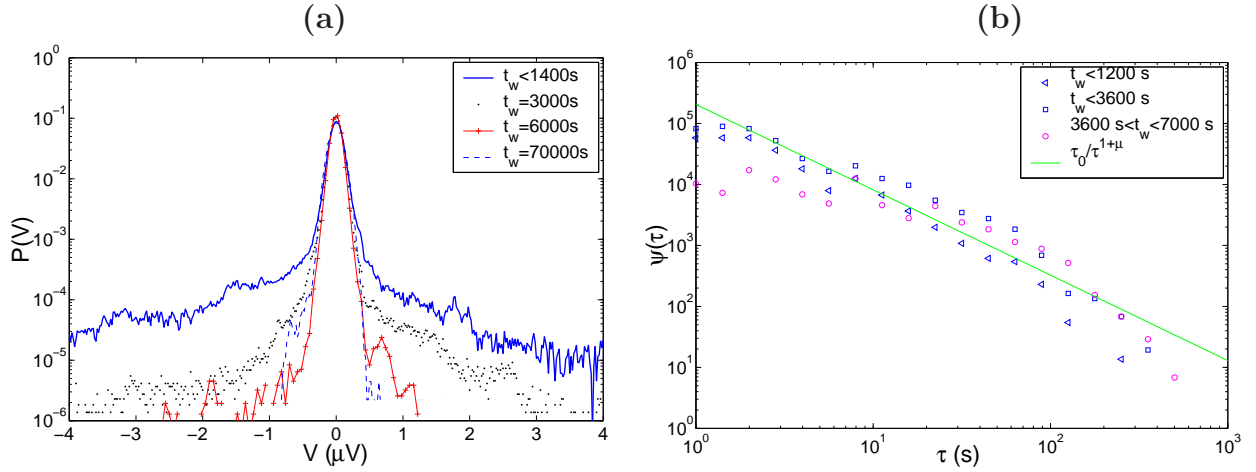 (a)
(b)
P(V)
10^0
10^-1
10^-2
10^-3
10^-4
10^-5
10^-6
−4 −3 −2 −1 0 1 2 3 4
V (μV)
t_w<1400s
t_w=3000s
t_w=6000s
t_w=70000s
ψ(τ)
10^6
10^5
10^4
10^3
10^2
10^1
10^0
10^0 10^1 10^2 10^3
τ (s)
t_w<1200 s
t_w<3600 s
3600 s<t_w<7000 s
τ_0/τ^{1+μ}